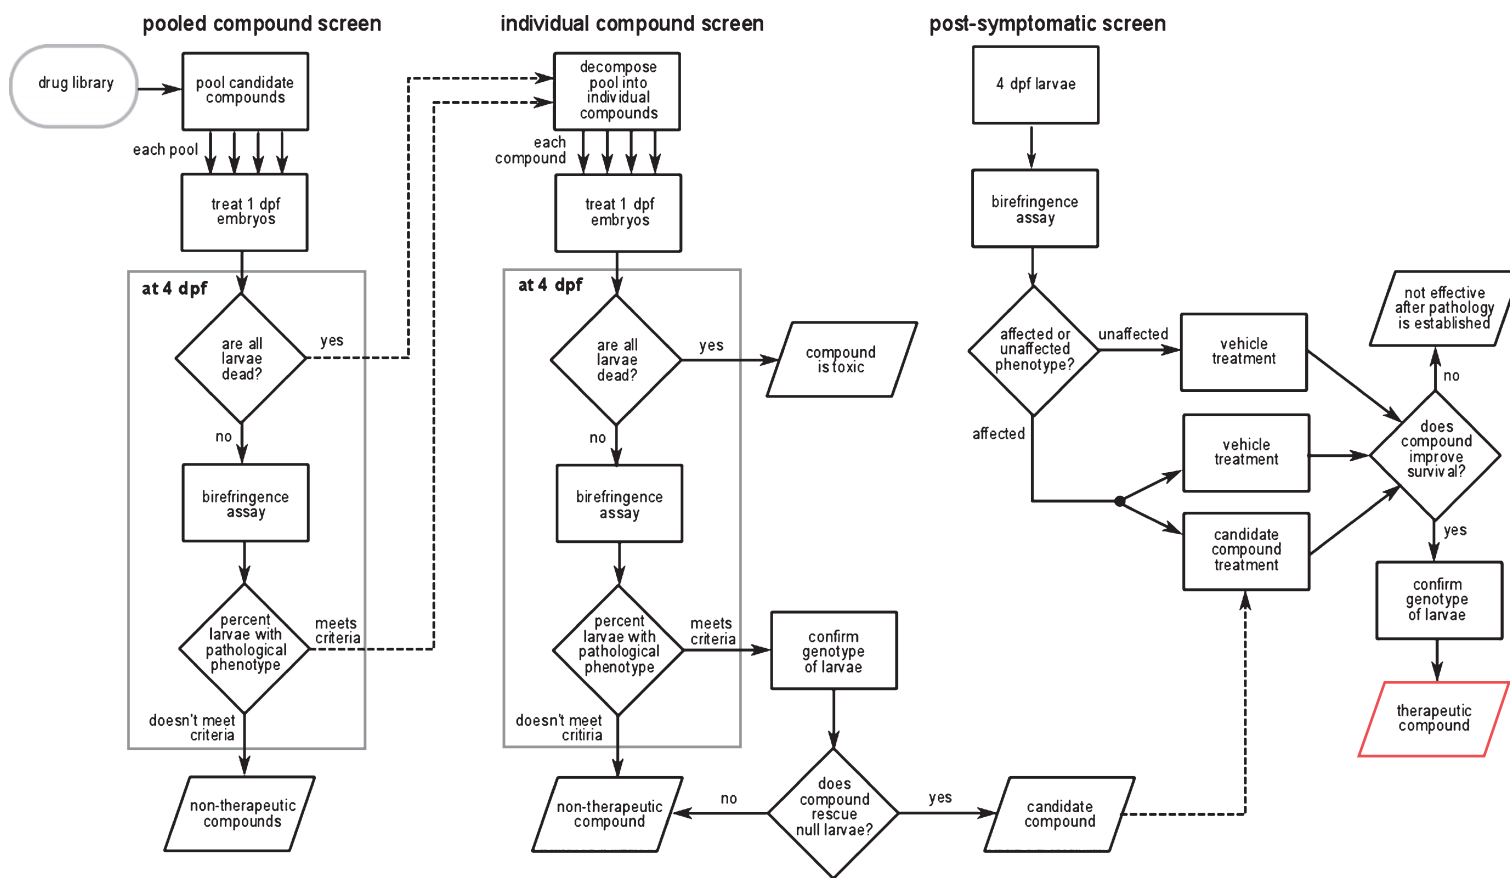 pooled compound screen
drug library
pool candidate
compounds
each pool
treat 1 dpf
embryos
at 4 dpf
are all
larvae
dead?
yes
no
birefringence
assay
percent
larvae with
pathological
phenotype
meets
criteria
doesn't meet
criteria
non-therapeutic
compounds
individual compound screen
decompose
pool into
individual
compounds
each
compound
treat 1 dpf
embryos
at 4 dpf
are all
larvae
dead?
yes
compound
is toxic
no
birefringence
assay
percent
larvae with
pathological
phenotype
meets
criteria
confirm
genotype
of larvae
doesn't meet
critiria
non-therapeutic
compound
no
does
compound
rescue
null larvae?
yes
candidate
compound
post-symptomatic screen
4 dpf larvae
birefringence
assay
affected or
unaffected
phenotype?
unaffected
vehicle
treatment
affected
vehicle
treatment
candidate
compound
treatment
not effective
after pathology
is established
no
does
compound
improve
survival?
yes
confirm
genotype
of larvae
therapeutic
compound